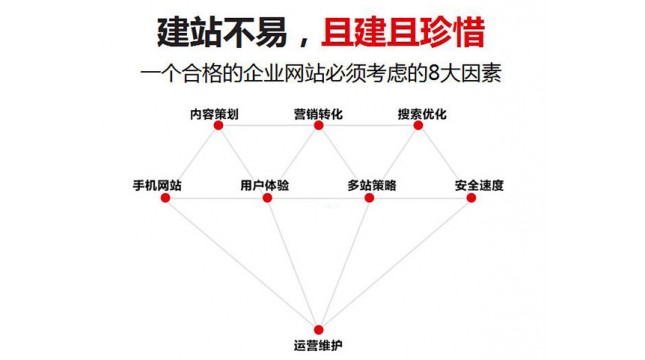 建站不易，且建且珍惜
一个合格的企业网站必须考虑的8大因素
内容策划 营销转化 搜索优化
手机网站 用户体验 多站策略 安全速度
运营维护